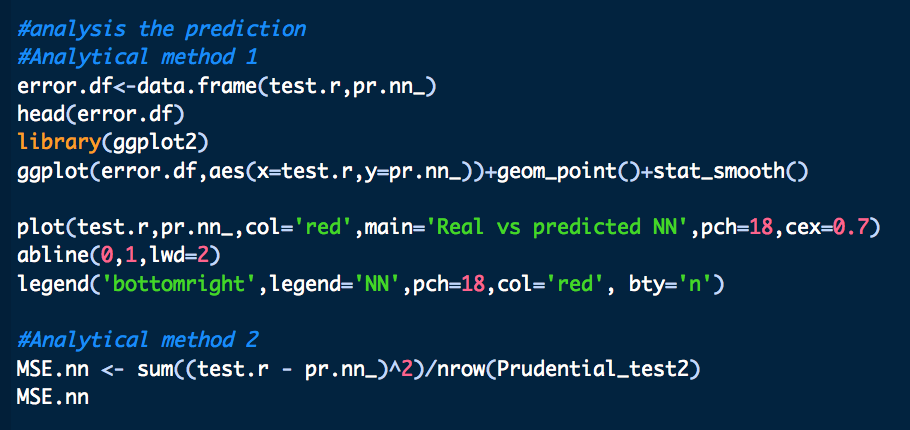 #analysis the prediction
#Analytical method 1
error.df<-data.frame(test.r,pr.nn_)
head(error.df)
library(ggplot2)
ggplot(error.df,aes(x=test.r,y=pr.nn_))+geom_point()+stat_smooth()
plot(test.r,pr.nn_,col='red',main='Real vs predicted NN',pch=18,cex=0.7)
abline(0,1,lwd=2)
legend('bottomright',legend='NN',pch=18,col='red', bty='n')
#Analytical method 2
MSE.nn <- sum((test.r - pr.nn_)^2)/nrow(Prudential_test2)
MSE.nn